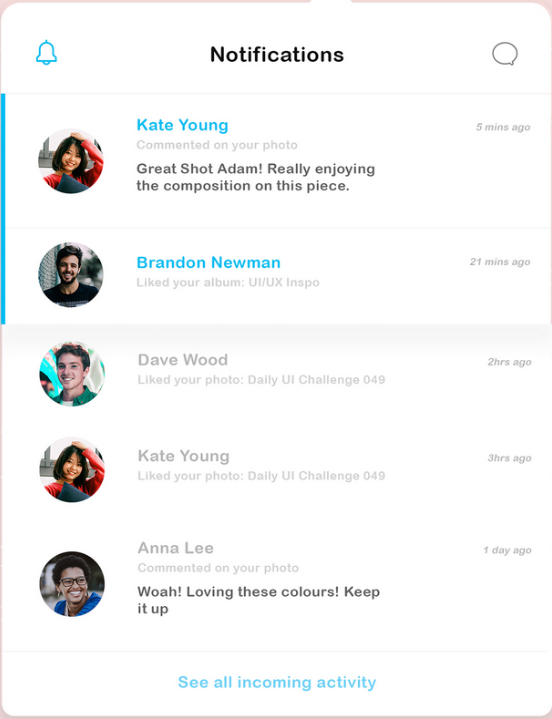 Notifications
Kate Young
5 mins ago
Commented on your photo
Great Shot Adam! Really enjoying
the composition on this piece.
Brandon Newman
21 mins ago
Liked your album: UI/UX Inspo
Dave Wood
2hrs ago
Liked your photo: Daily UI Challenge 049
Kate Young
3hrs ago
Liked your photo: Daily UI Challenge 049
Anna Lee
1 day ago
Commented on your photo
Woah! Loving these colours! Keep
it up
See all incoming activity